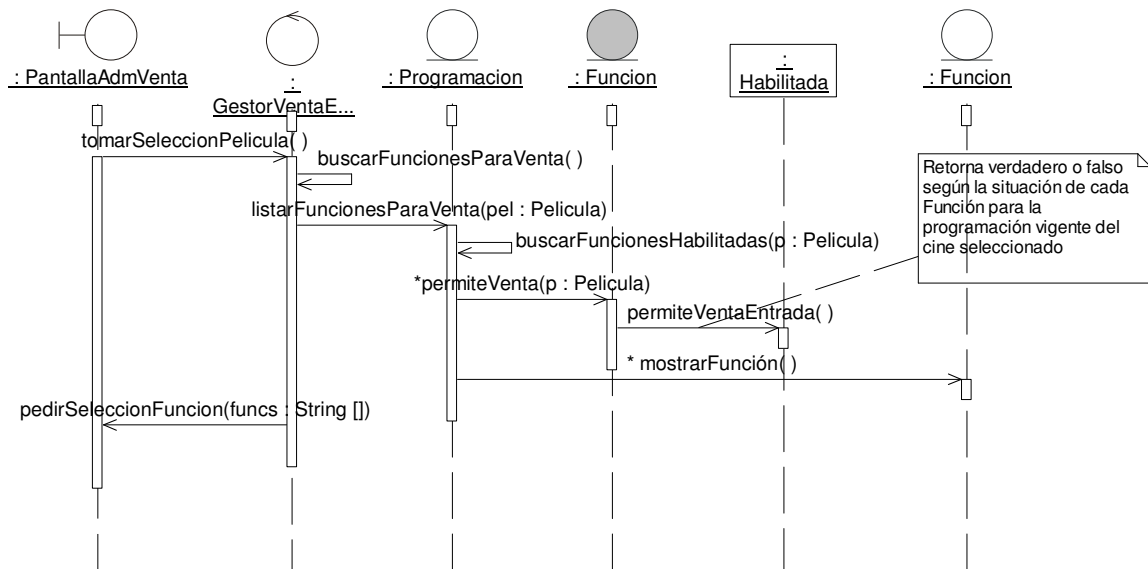 : PantallaAdmVenta
:
GestorVentaE...
: Programacion
: Funcion
:
Habilitada
: Funcion
tomarSeleccionPelicula( )
buscarFuncionesParaVenta( )
listarFuncionesParaVenta(pel : Pelicula)
buscarFuncionesHabilitadas(p : Pelicula)
*permiteVenta(p : Pelicula)
permiteVentaEntrada( )
* mostrarFunción( )
pedirSeleccionFuncion(funcs : String [])
Retorna verdadero o falso
según la situación de cada
Función para la
programación vigente del
cine seleccionado